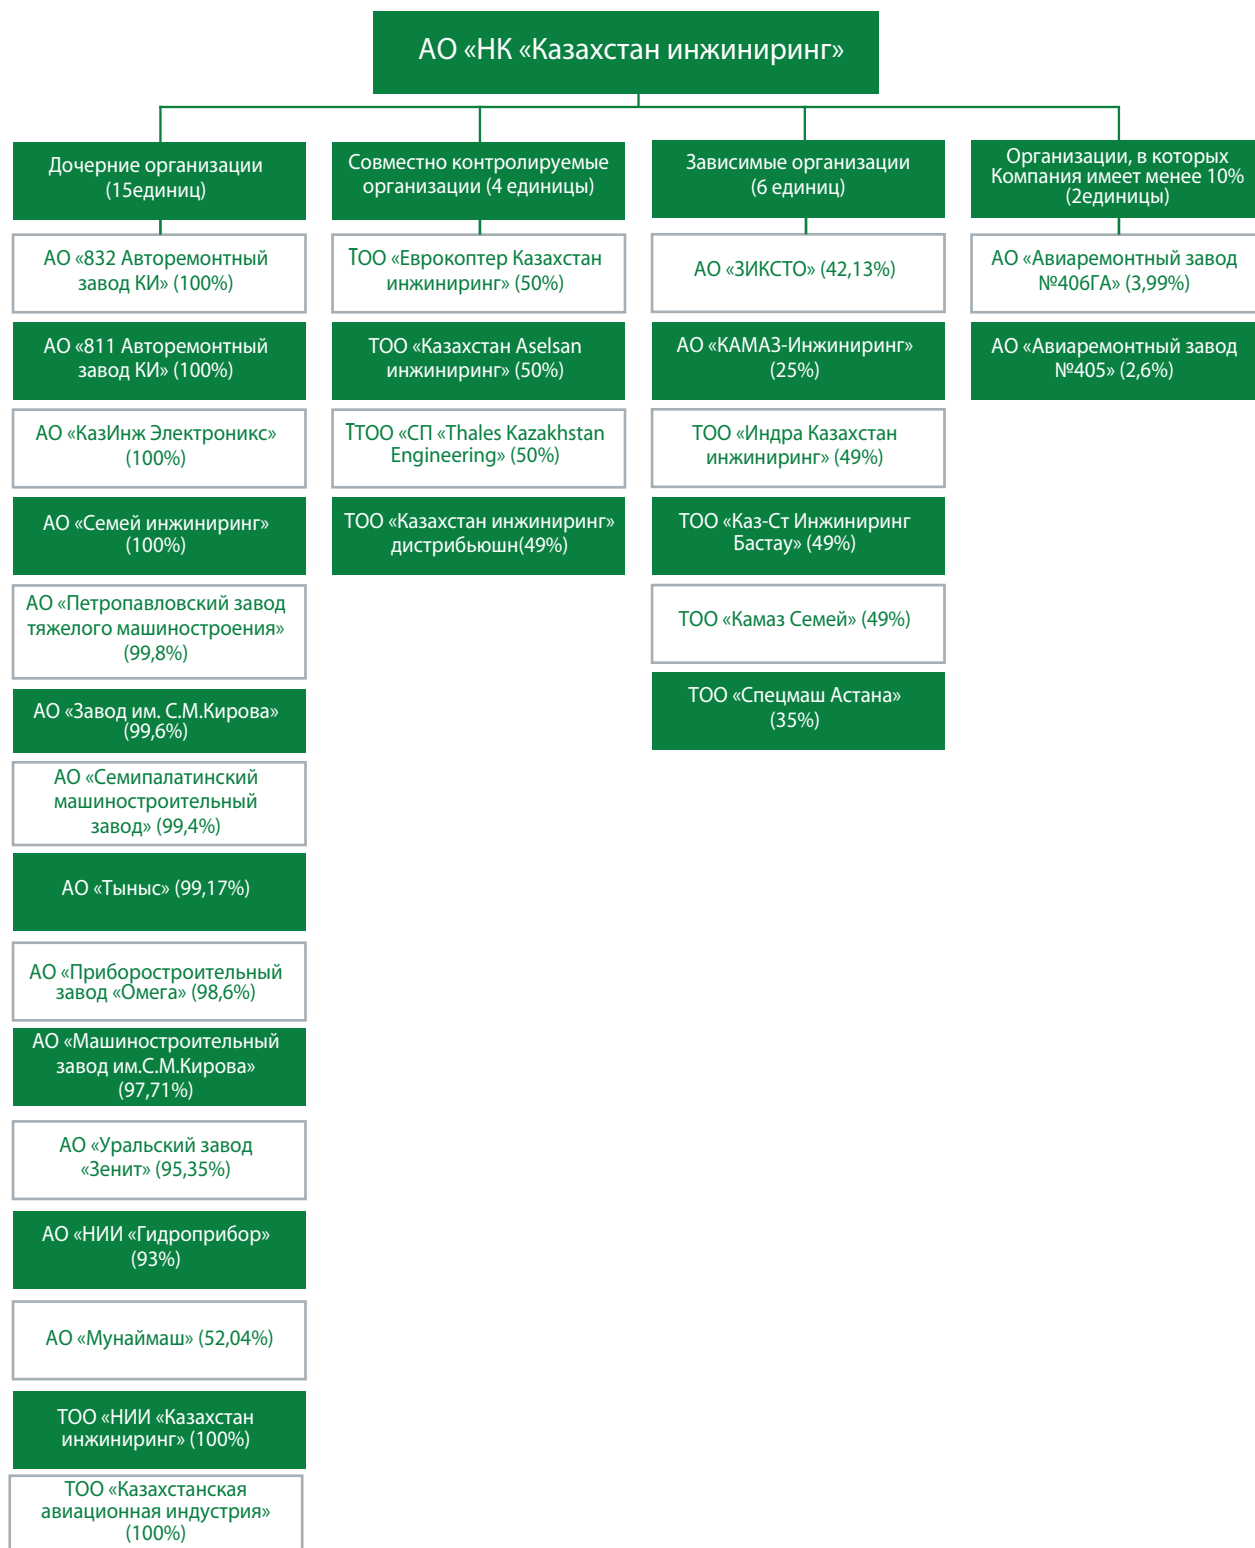 АО «НК «Казахстан инжиниринг»
Дочерние организации
(15единиц)
АО «832 Авторемонтный
завод КИ» (100%)
АО «811 Авторемонтный
завод КИ» (100%)
АО «КазИнж Электроникс»
(100%)
АО «Семей инжиниринг»
(100%)
АО «Петропавловский завод
тяжелого машиностроения»
(99,8%)
АО «Завод им. С.М.Кирова»
(99,6%)
АО «Семипалатинский
машиностроительный
завод» (99,4%)
АО «Тыныс» (99,17%)
АО «Приборостроительный
завод «Омега» (98,6%)
АО «Машиностроительный
завод им.С.М.Кирова»
(97,71%)
АО «Уральский завод
«Зенит» (95,35%)
АО «НИИ «Гидроприбор»
(93%)
АО «Мунаймаш» (52,04%)
ТОО «НИИ «Казахстан
инжиниринг» (100%)
ТОО «Казахстанская
авиационная индустрия»
(100%)
Совместно контролируемые
организации (4 единицы)
ТОО «Еврокоптер Казахстан
инжиниринг» (50%)
ТОО «Казахстан Aselsan
инжиниринг» (50%)
ТТОО «СП «Thales Kazakhstan
Engineering» (50%)
ТОО «Казахстан инжиниринг»
дистрибьюшн(49%)
Зависимые организации
(6 единиц)
АО «ЗИКСТО» (42,13%)
АО «КАМАЗ-Инжиниринг»
(25%)
ТОО «Индра Казахстан
инжиниринг» (49%)
ТОО «Каз-Ст Инжиниринг
Бастау» (49%)
ТОО «Камаз Семей» (49%)
ТОО «Спецмаш Астана»
(35%)
Организации, в которых
Компания имеет менее 10%
(2единицы)
АО «Авиаремонтный завод
№406ГА» (3,99%)
АО «Авиаремонтный завод
№405» (2,6%)